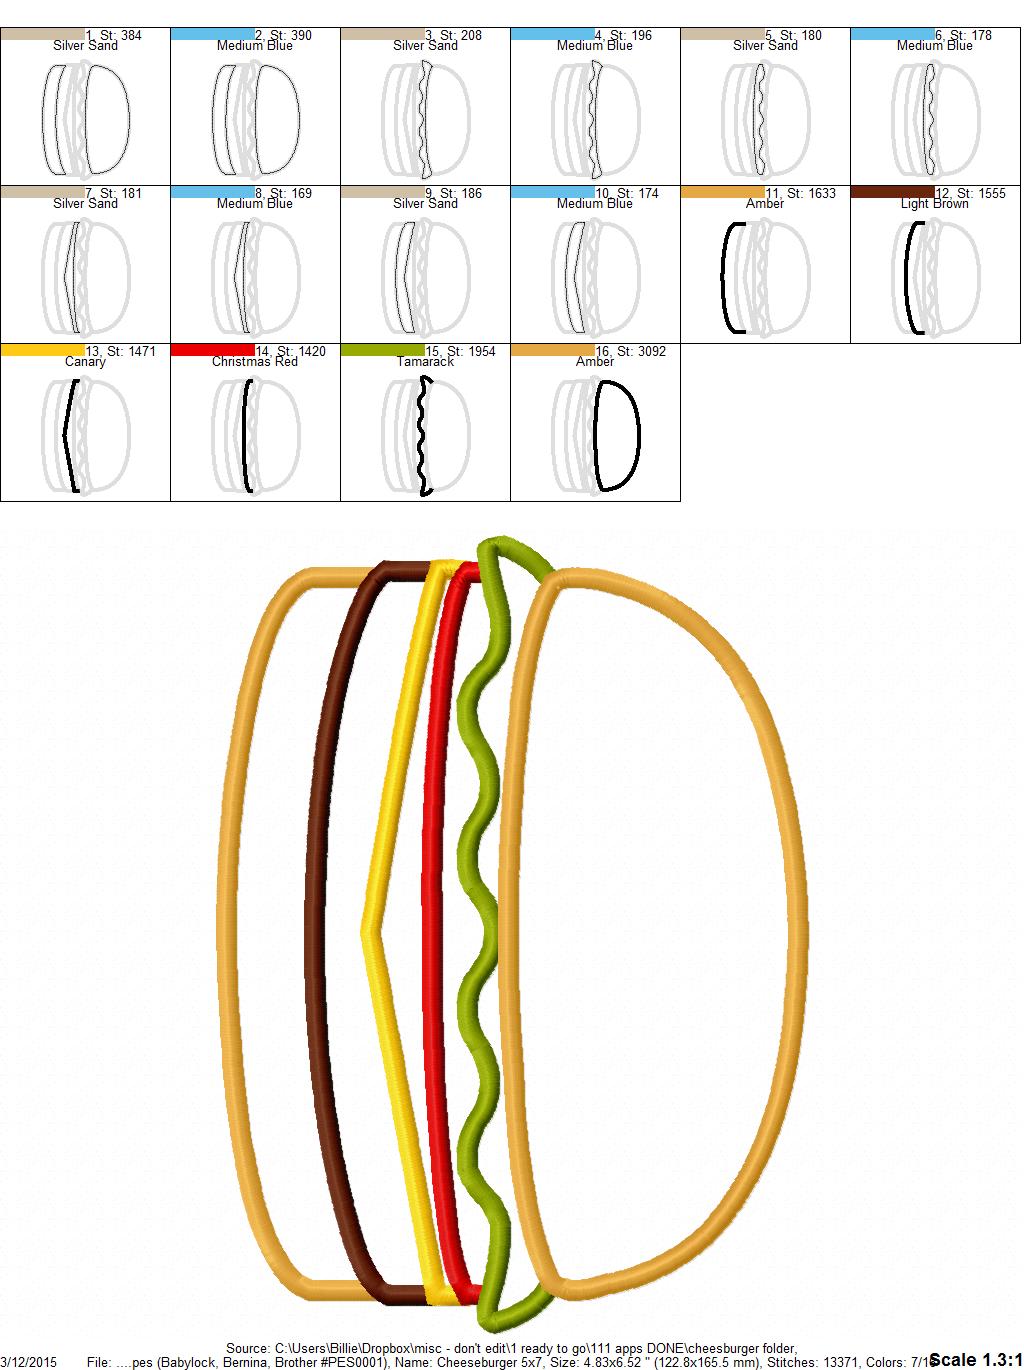 1, St: 384
Silver Sand
2, St: 390
Medium Blue
3, St: 208
Silver Sand
4, St: 196
Medium Blue
5, St: 180
Silver Sand
6, St: 178
Medium Blue
7, St: 181
Silver Sand
8, St: 169
Medium Blue
9, St: 186
Silver Sand
10, St: 174
Medium Blue
11, St: 1633
Amber
12, St: 1555
Light Brown
13, St: 1471
Canary
14, St: 1420
Christmas Red
15, St: 1954
Tamarack
16, St: 3092
Amber
Source: C:\Users\Billie\Dropbox\misc - don't edit\1 ready to go\111 apps DONE\cheesburger folder,
3/12/2015 File: ....pes (Babylock, Bernina, Brother #PES0001), Name: Cheeseburger 5x7, Size: 4.83x6.52 " (122.8x165.5 mm), Stitches: 13371, Colors: 7/1 Scale 1.3:1